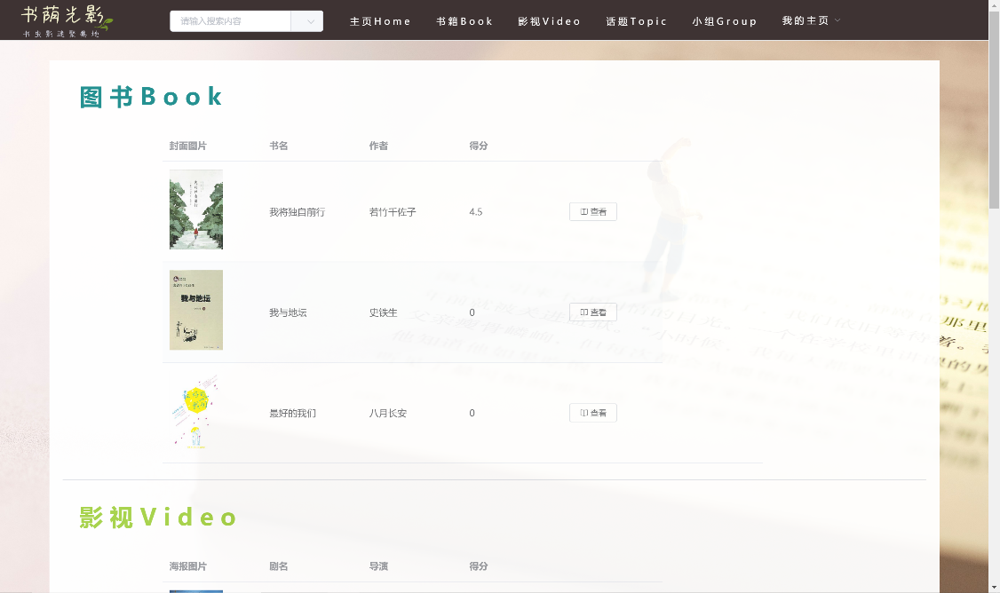 书荫光影
书虫影迷聚集地
请输入搜索内容
主页Home
书籍Book
影视Video
话题Topic
小组Group
我的主页
图书Book
封面图片 书名 作者 得分
我将独自前行 若竹千佐子 4.5 查看
我与地坛
我与地坛 史铁生 0 查看
最好的我们 八月长安 0 查看
影视Video
海报图片 剧名 导演 得分